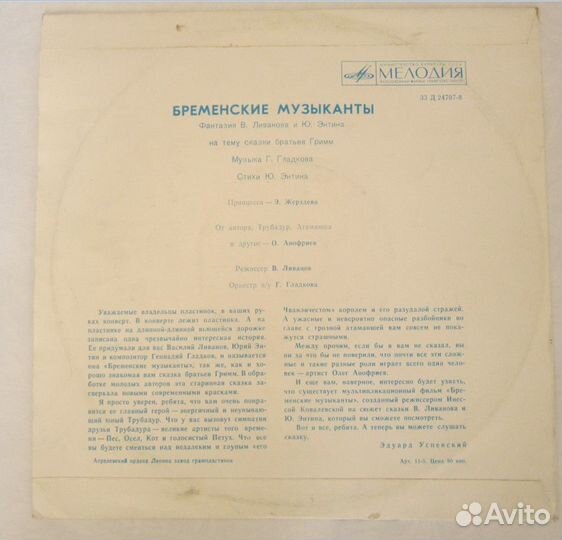 МИНИСТЕРСТВО КУЛЬТУРЫ
МЕЛОДИЯ
33 Д 24797-8
БРЕМЕНСКИЕ МУЗЫКАНТЫ
Фантазия В. Ливанова и Ю. Энтина
на тему сказки братьев Гримм
Музыка Г. Гладкова
Стихи Ю. Энтина
Принцесса — Э. Жерздева
От автора, Трубадур, Атаманша
и другие — О. Анофриев
Режиссер В. Ливанов
Оркестр п/у Г. Гладкова
Уважаемые владельцы пластинок, в ваших ру-
ках конверт. В конверте лежит пластинка. А на
пластинке на длинной-длинной вьющейся дорожке
записана одна чрезвычайно интересная история.
Ее придумали для вас Василий Ливанов, Юрий Эн-
тин и композитор Геннадий Гладков, и называется
она «Бременские музыканты», так же, как и хоро-
шо знакомая вам сказка братьев Гримм. В обра-
ботке молодых авторов эта старинная сказка за-
сверкала новыми современными красками.
Я просто уверен, ребята, что вам очень понра-
вится ее главный герой — энергичный и неунываю-
щий юный Трубадур. Что у вас вызовут симпатии
друзья Трубадура — великие артисты того време-
ни — Пес, Осел, Кот и голосистый Петух. Что все
вы будете смеяться над недалеким и глупым «его
Чванличестом» королем и его разудалой стражей.
А ужасные и невероятно опасные разбойники во
главе с грозной атаманшей вам совсем не пока-
жутся страшными.
Между прочим, если бы я вам не сказал, вы
ни за что бы не поверили, что почти все эти слож-
ные и такие разные роли играет всего один чело-
век — артист Олег Анофриев.
И еще вам, наверное, интересно будет узнать,
что существует мультипликационный фильм «Бре-
менские музыканты», созданный режиссером Инес-
сой Ковалевской на сюжет сказки В. Ливанова и
Ю. Энтина, который вы сможете посмотреть.
Вот и все, ребята. А теперь вы можете слушать
сказку.
Эдуард Успенский
Апрелевский ордена Ленина завод грампластинок
Арт. 11-5. Цена 90 коп.
Avito